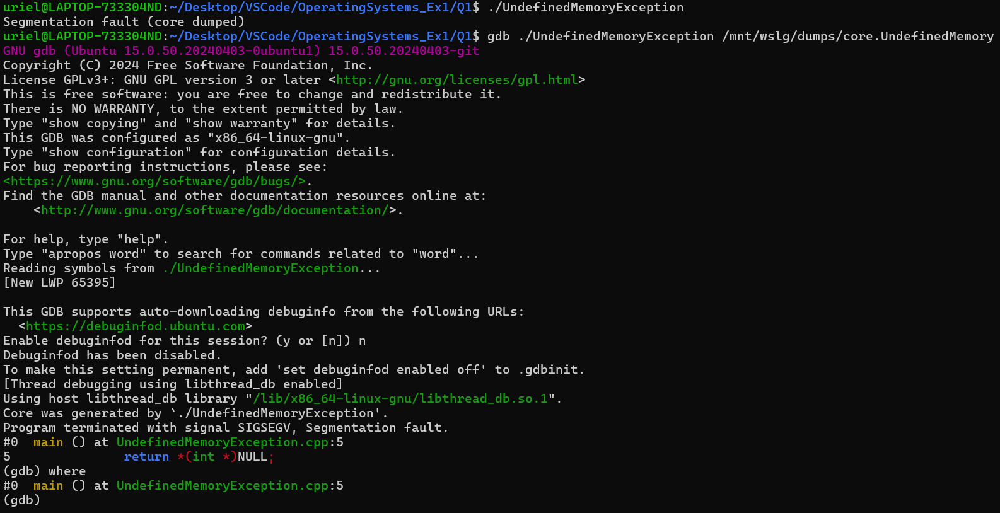 uriel@LAPTOP-733304ND:~/Desktop/VSCode/OperatingSystems_Ex1/Q1$ ./UndefinedMemoryException
Segmentation fault (core dumped)
uriel@LAPTOP-733304ND:~/Desktop/VSCode/OperatingSystems_Ex1/Q1$ gdb ./UndefinedMemoryException /mnt/wslg/dumps/core.UndefinedMemory
GNU gdb (Ubuntu 15.0.50.20240403-0ubuntu1) 15.0.50.20240403-git
Copyright (C) 2024 Free Software Foundation, Inc.
License GPLv3+: GNU GPL version 3 or later <http://gnu.org/licenses/gpl.html>
This is free software: you are free to change and redistribute it.
There is NO WARRANTY, to the extent permitted by law.
Type "show copying" and "show warranty" for details.
This GDB was configured as "x86_64-linux-gnu".
Type "show configuration" for configuration details.
For bug reporting instructions, please see:
<https://www.gnu.org/software/gdb/bugs/>.
Find the GDB manual and other documentation resources online at:
    <http://www.gnu.org/software/gdb/documentation/>.

For help, type "help".
Type "apropos word" to search for commands related to "word"...
Reading symbols from ./UndefinedMemoryException...
[New LWP 65395]

This GDB supports auto-downloading debuginfo from the following URLs:
  <https://debuginfod.ubuntu.com>
Enable debuginfod for this session? (y or [n]) n
Debuginfod has been disabled.
To make this setting permanent, add 'set debuginfod enabled off' to .gdbinit.
[Thread debugging using libthread_db enabled]
Using host libthread_db library "/lib/x86_64-linux-gnu/libthread_db.so.1".
Core was generated by `./UndefinedMemoryException'.
Program terminated with signal SIGSEGV, Segmentation fault.
#0  main () at UndefinedMemoryException.cpp:5
5               return *(int *)NULL;
(gdb) where
#0  main () at UndefinedMemoryException.cpp:5
(gdb)